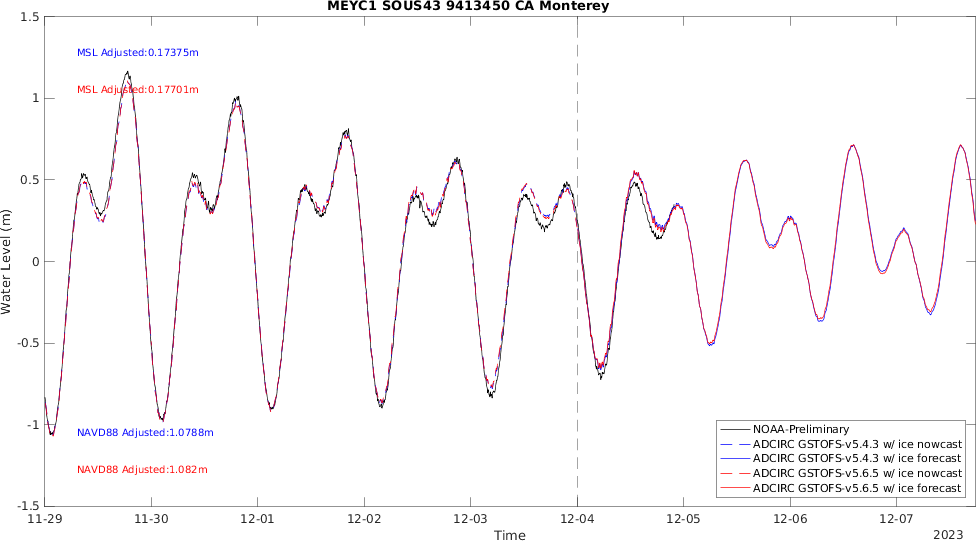 MEYC1 SOUS43 9413450 CA Monterey
1.5
MSL Adjusted:0.17375m
MSL Adjusted:0.17701m
1
0.5
0
-0.5
-1
-1.5
Water Level (m)
NAVD88 Adjusted:1.0788m
NAVD88 Adjusted:1.082m
NOAA-Preliminary
ADCIRC GSTOFS-v5.4.3 w/ ice nowcast
ADCIRC GSTOFS-v5.4.3 w/ ice forecast
ADCIRC GSTOFS-v5.6.5 w/ ice nowcast
ADCIRC GSTOFS-v5.6.5 w/ ice forecast
11-29 11-30 12-01 12-02 12-03 12-04 12-05 12-06 12-07
Time
2023